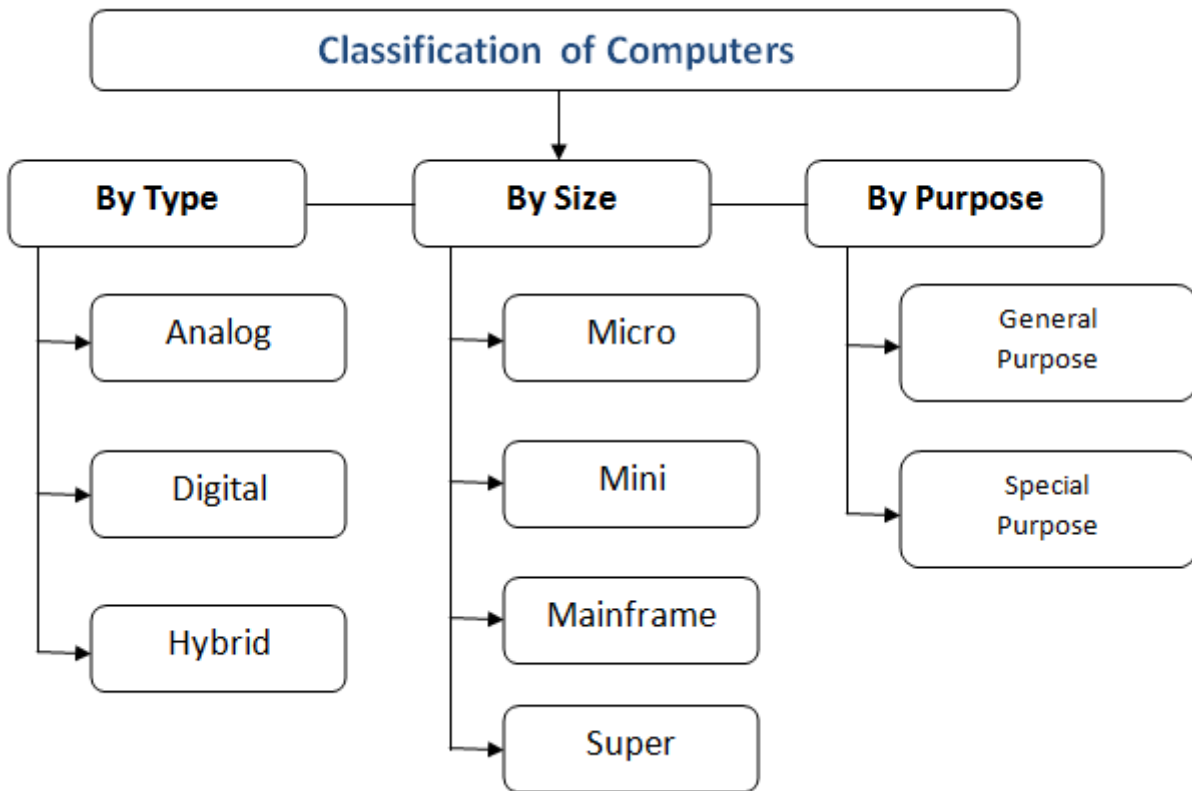 Classification of Computers
By Type
By Size
By Purpose
Analog
Digital
Hybrid
Micro
Mini
Mainframe
Super
General
Purpose
Special
Purpose